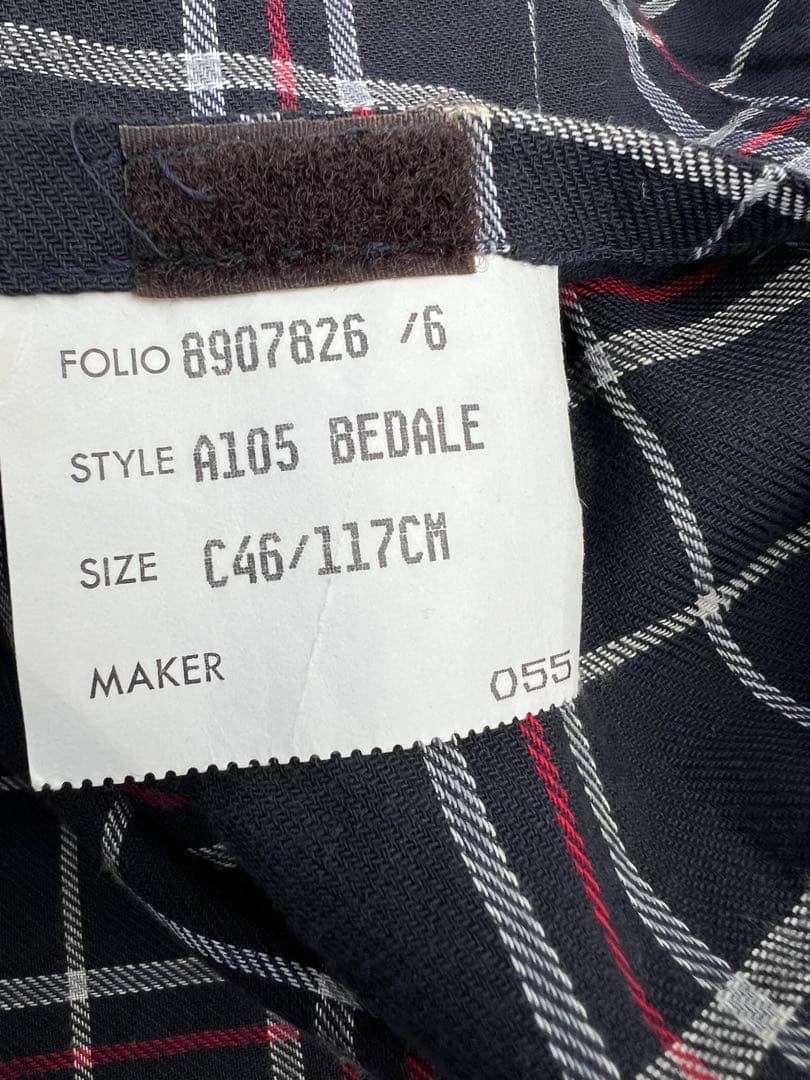 FOLIO 8907826 /6
STYLE A105 BEDALE
SIZE C46/117CM
MAKER 055